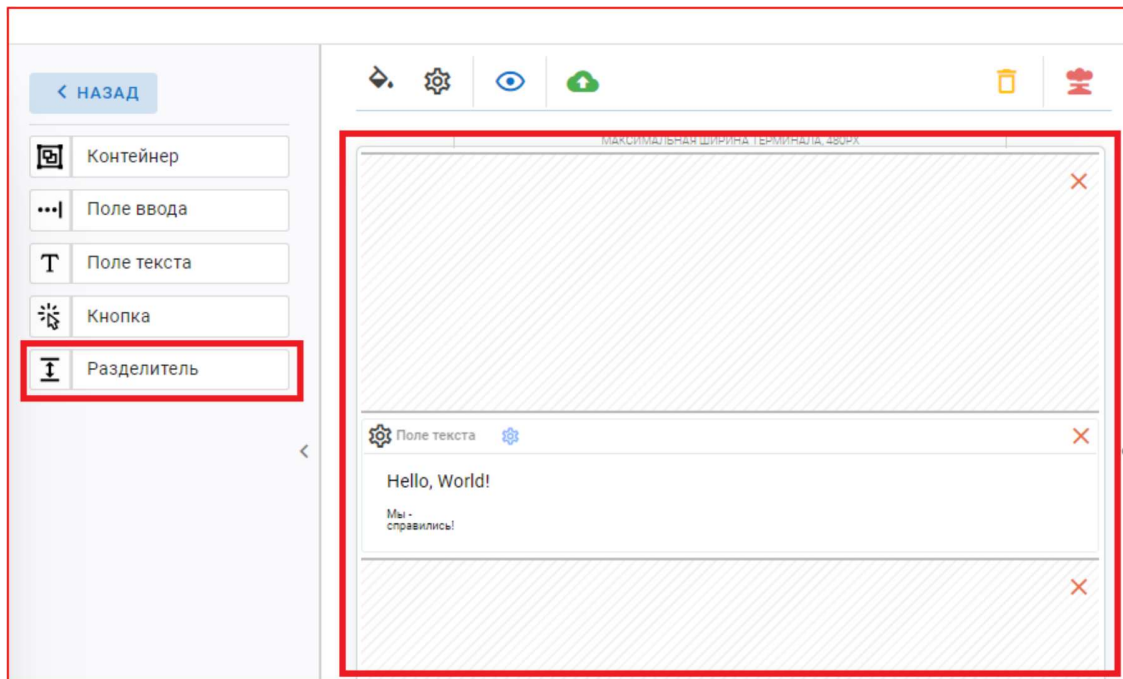 НАЗАД
Контейнер
Поле ввода
Поле текста
Кнопка
Разделитель
МАКСИМАЛЬНАЯ ШИРИНА ТЕРМИНАЛА, 480PX
Поле текста
Hello, World!
Мы -
справились!